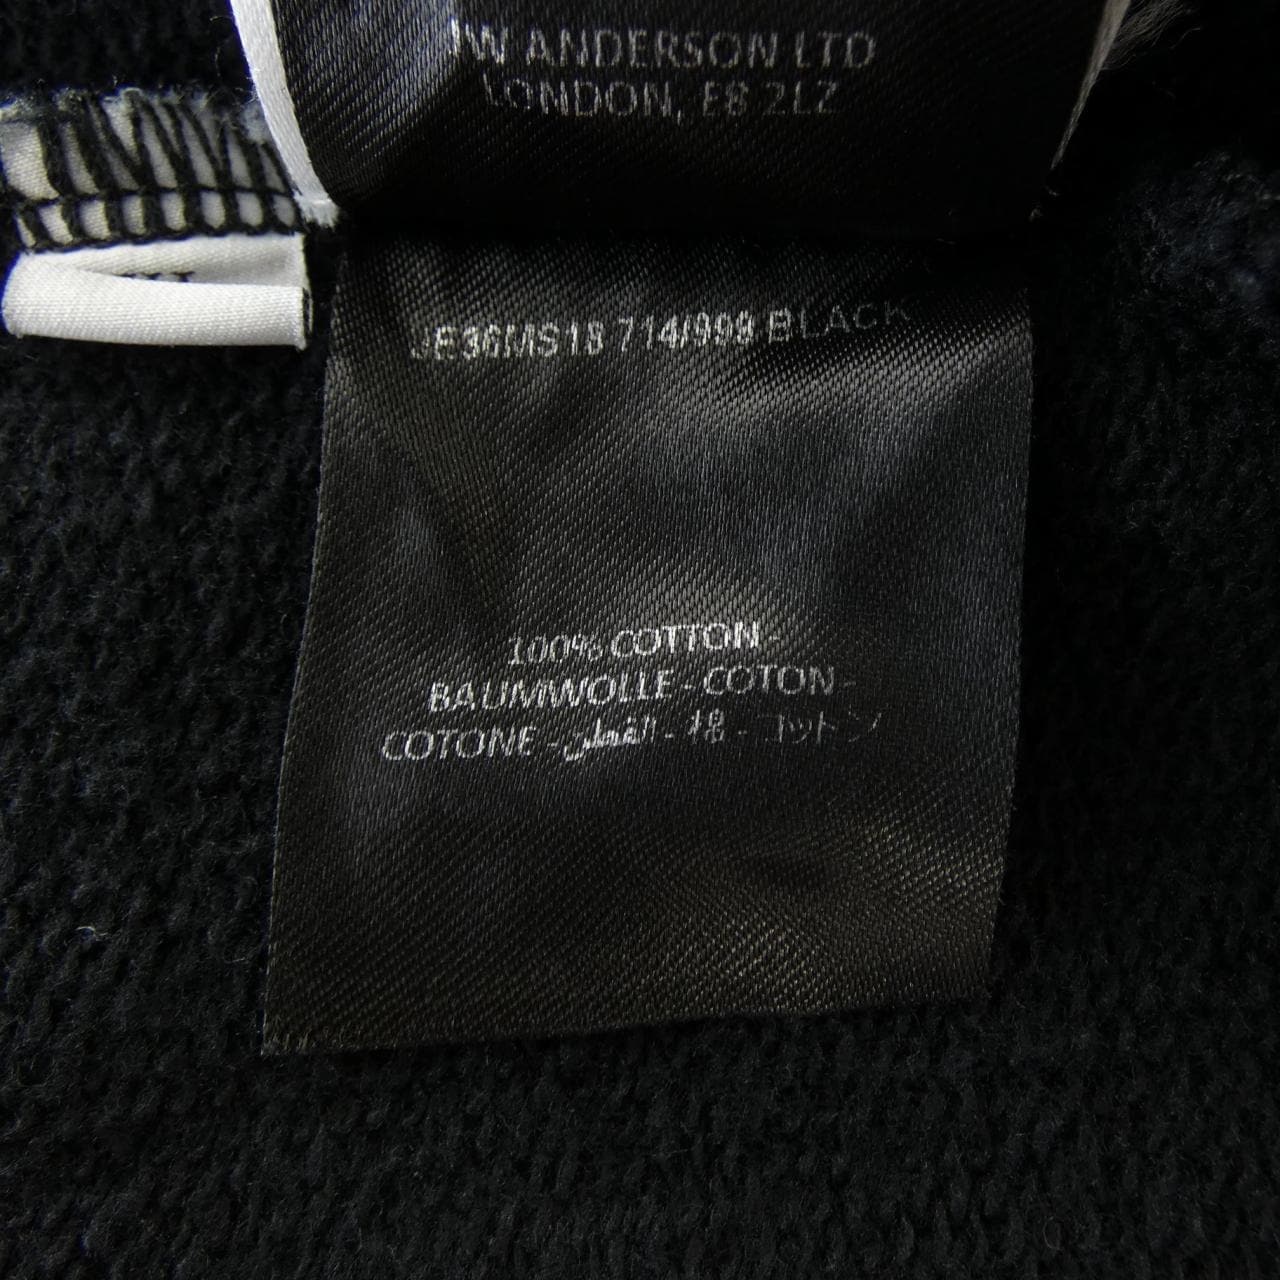 JW ANDERSON LTD
LONDON, E8 2LZ
JE36MS18 714/999 BLACK
100% COTTON -
BAUMWOLLE - COTON -
COTONE - القطن - 棉 - コットン